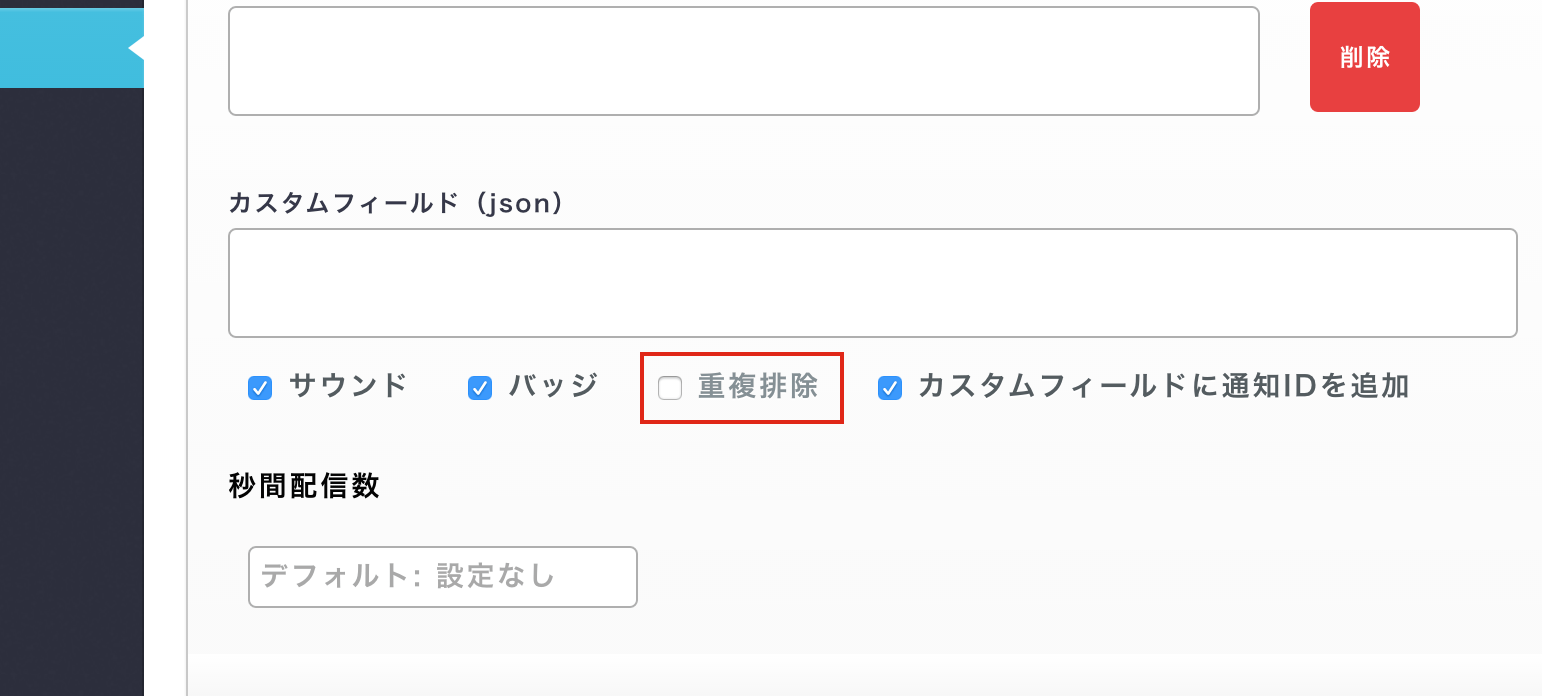 削除
カスタムフィールド（json）
サウンド バッジ 重複排除 カスタムフィールドに通知IDを追加
秒間配信数
デフォルト: 設定なし